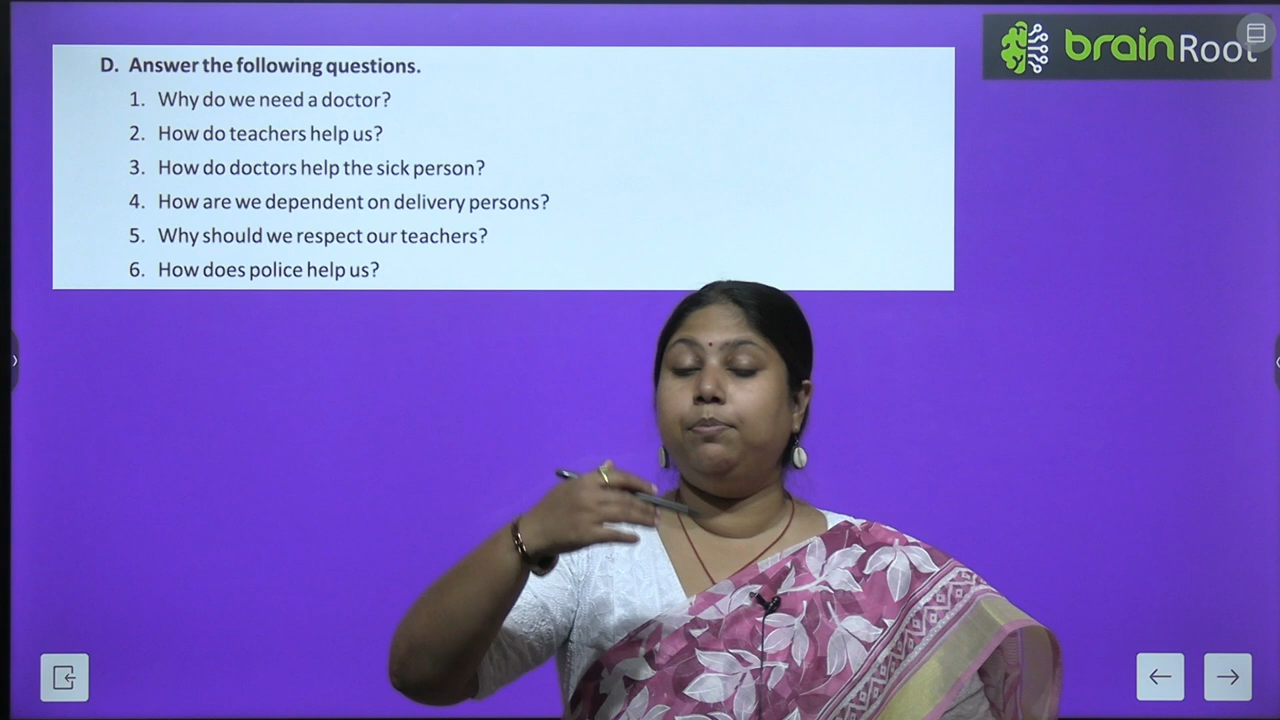 brainRoot
D. Answer the following questions.
1. Why do we need a doctor?
2. How do teachers help us?
3. How do doctors help the sick person?
4. How are we dependent on delivery persons?
5. Why should we respect our teachers?
6. How does police help us?